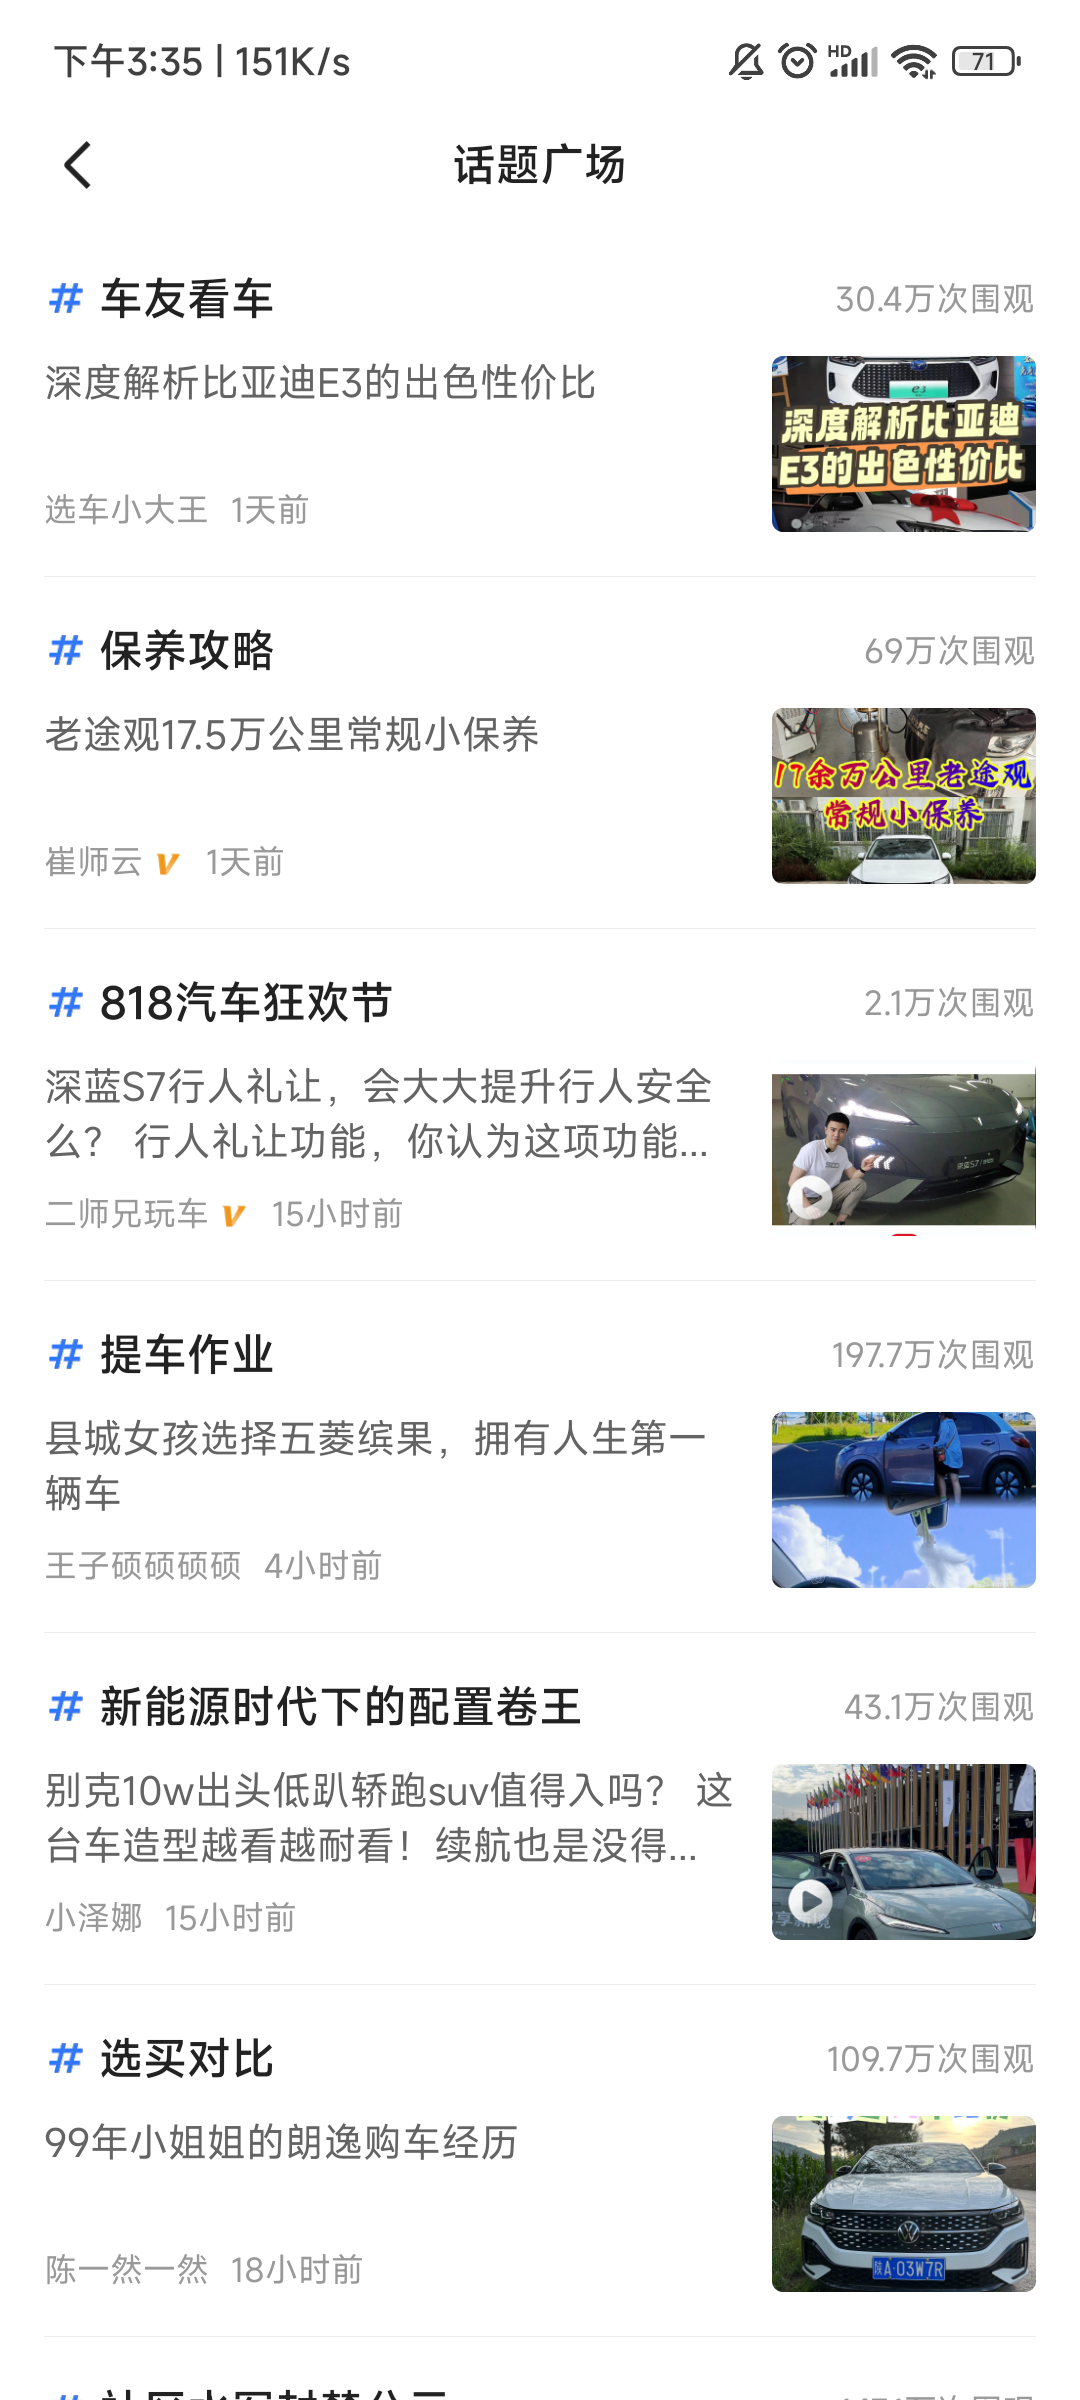 下午3:35 | 151K/s
HD
71
话题广场
# 车友看车
30.4万次围观
深度解析比亚迪E3的出色性价比
e3
深度解析比亚迪
E3的出色性价比
选车小大王 1天前
# 保养攻略
69万次围观
老途观17.5万公里常规小保养
17余万公里老途观
常规小保养
崔师云 V 1天前
# 818汽车狂欢节
2.1万次围观
深蓝S7行人礼让，会大大提升行人安全
么？ 行人礼让功能，你认为这项功能...
深蓝S7
二师兄玩车 V 15小时前
# 提车作业
197.7万次围观
县城女孩选择五菱缤果，拥有人生第一
辆车
王子硕硕硕硕 4小时前
# 新能源时代下的配置卷王
43.1万次围观
别克10w出头低趴轿跑suv值得入吗？ 这
台车造型越看越耐看！续航也是没得...
小泽娜 15小时前
# 选买对比
109.7万次围观
99年小姐姐的朗逸购车经历
陕A·03W7R
陈一然一然 18小时前